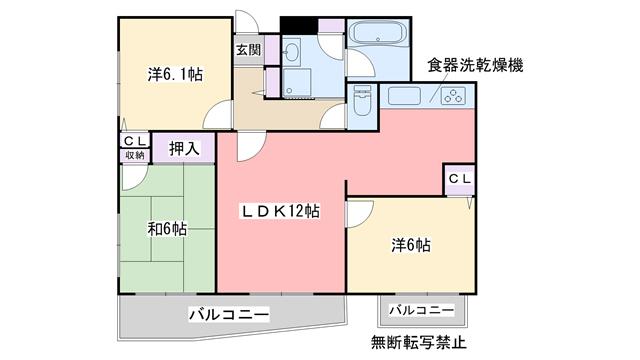 玄関
洋6.1帖
食器洗乾燥機
CL
収納
押入
CL
LDK12帖
和6帖
洋6帖
バルコニー
バルコニー
無断転写禁止